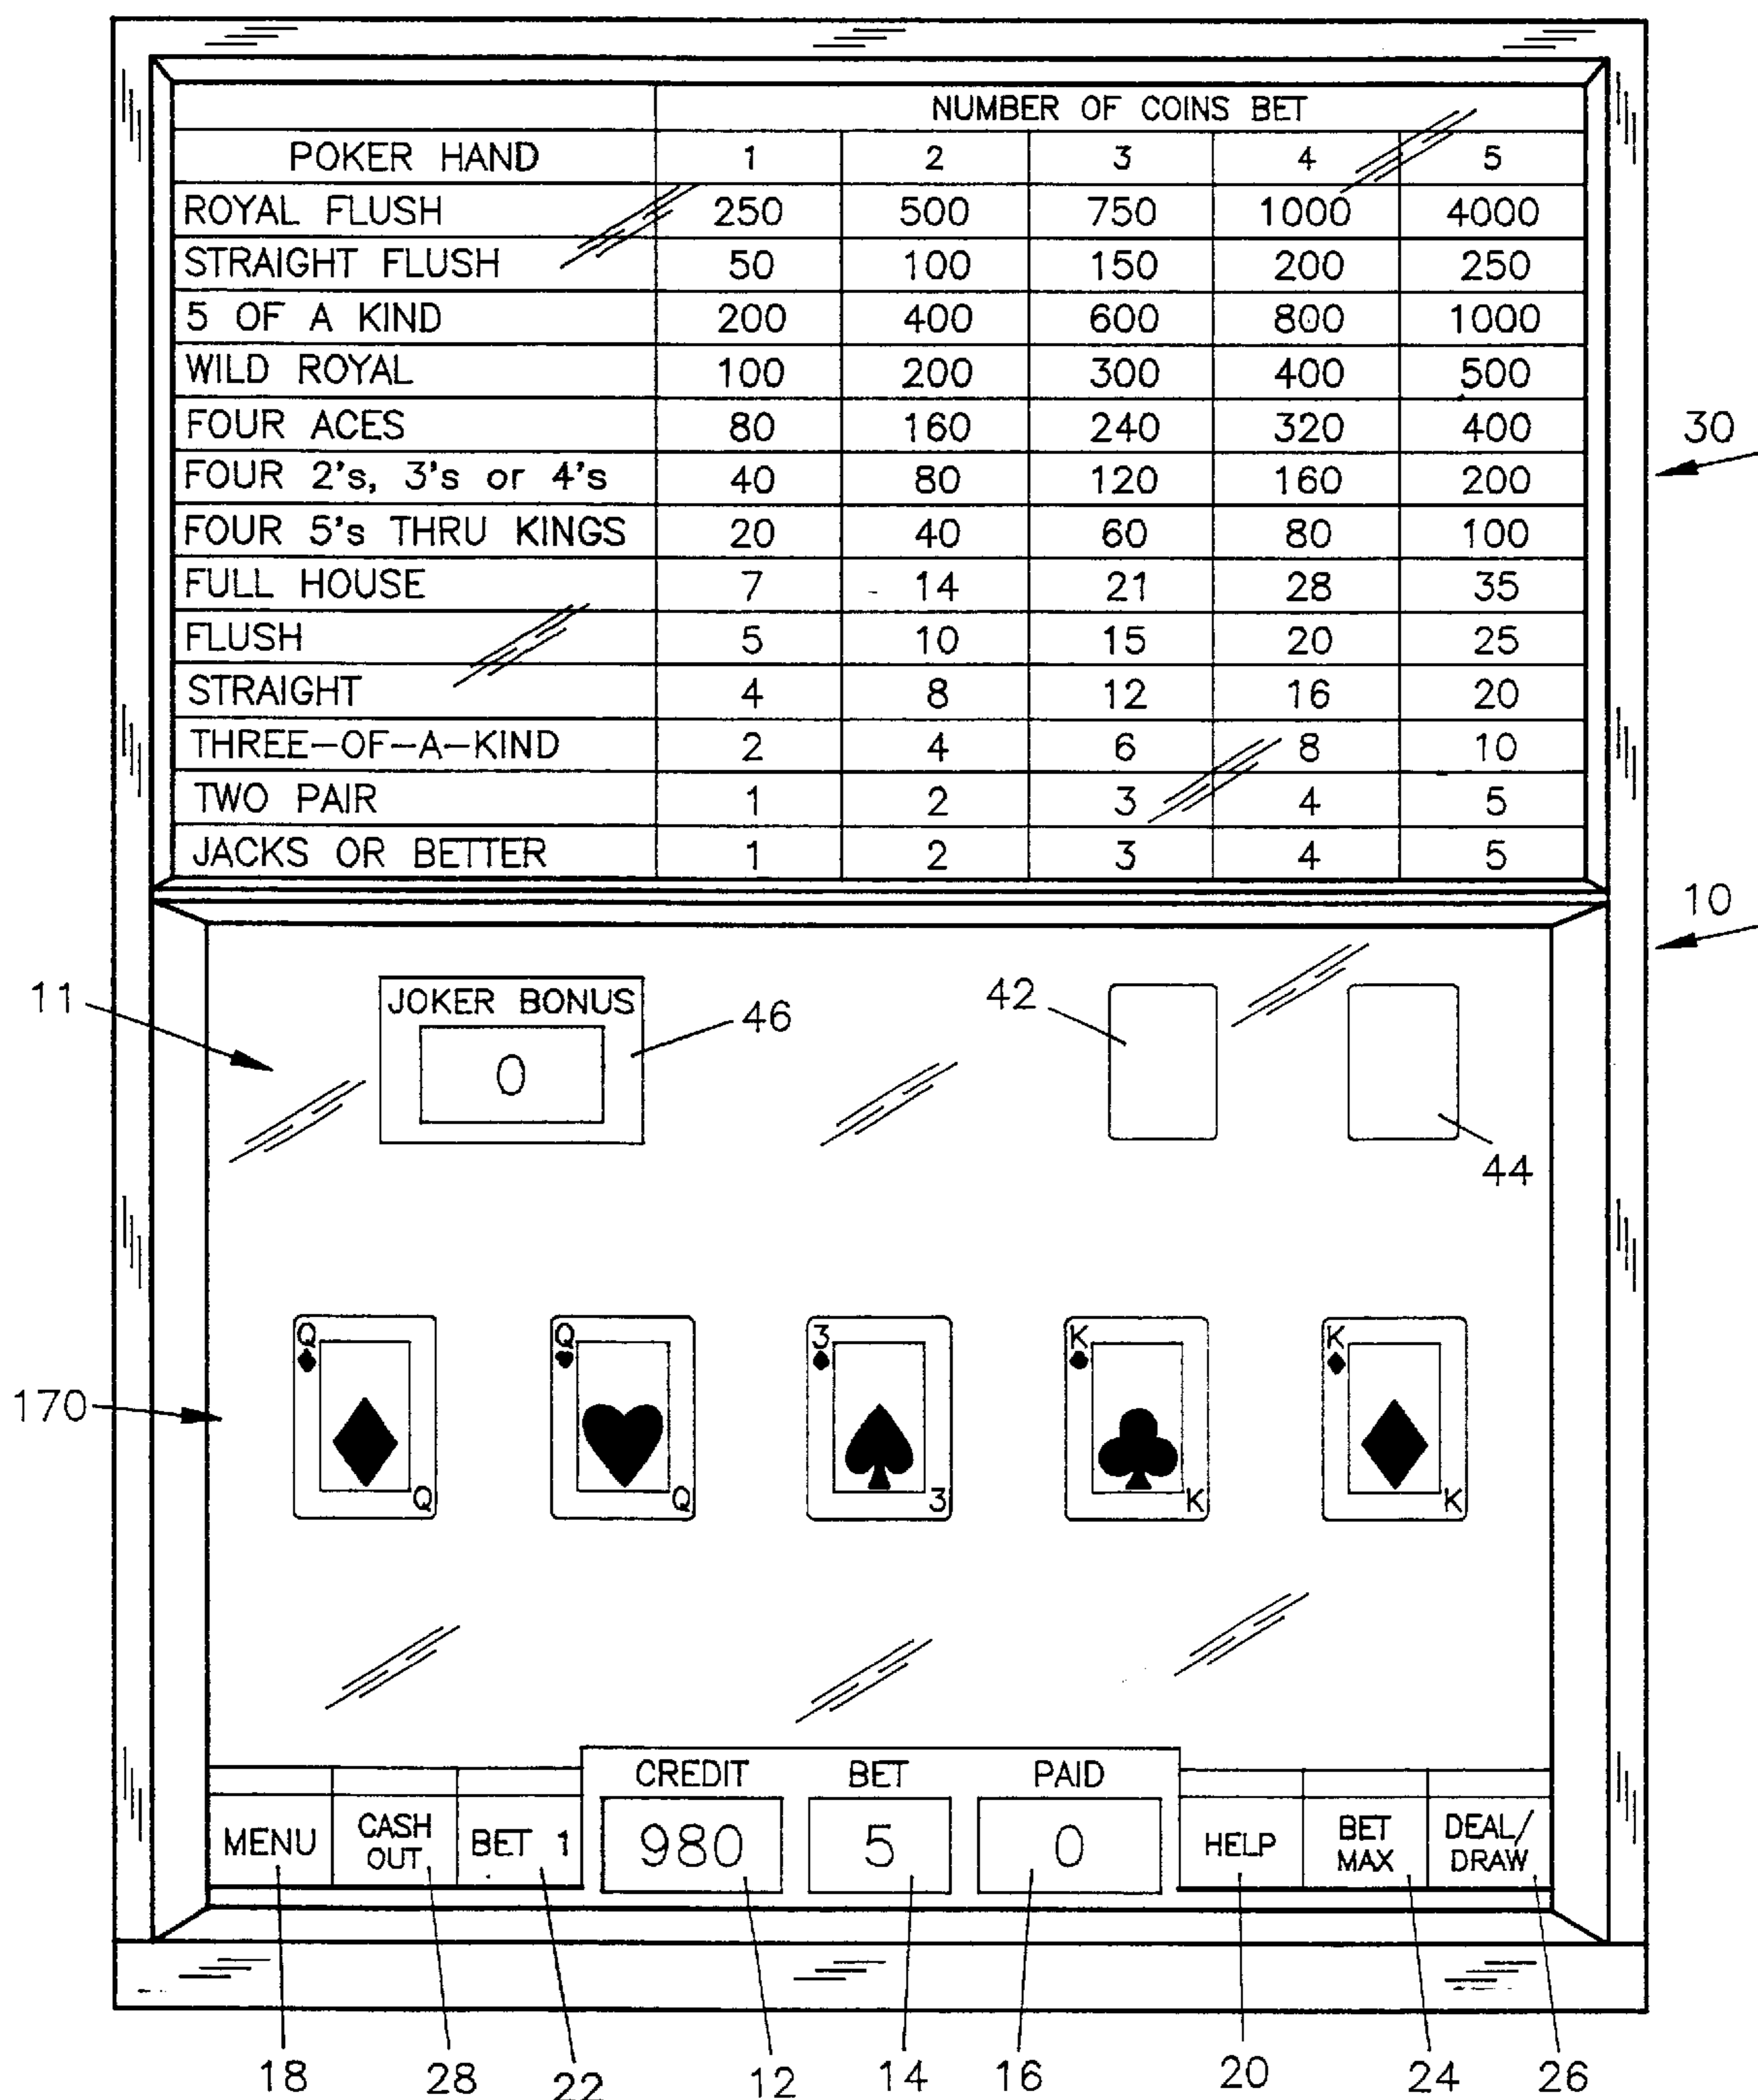 NUMBER OF COINS BET
POKER HAND 1 2 3 4 5
ROYAL FLUSH 250 500 750 1000 4000
STRAIGHT FLUSH 50 100 150 200 250
5 OF A KIND 200 400 600 800 1000
WILD ROYAL 100 200 300 400 500
FOUR ACES 80 160 240 320 400
FOUR 2's, 3's or 4's 40 80 120 160 200
FOUR 5's THRU KINGS 20 40 60 80 100
FULL HOUSE 7 14 21 28 35
FLUSH 5 10 15 20 25
STRAIGHT 4 8 12 16 20
THREE-OF-A-KIND 2 4 6 8 10
TWO PAIR 1 2 3 4 5
JACKS OR BETTER 1 2 3 4 5
30
10
11 JOKER BONUS 46 42
0
44
Q Q 3 K K
170
Q Q 3 K K
CREDIT BET PAID
MENU CASH OUT BET 1 980 5 0 HELP BET MAX DEAL/ DRAW
18 28 22 12 14 16 20 24 26